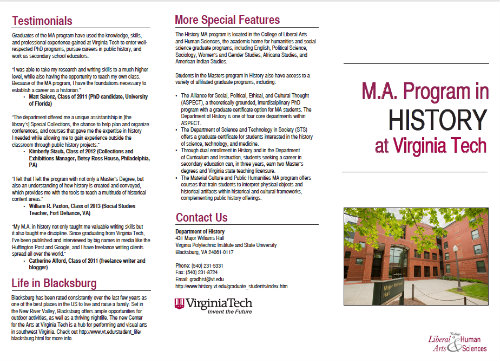 Testimonials
Graduates of the MA program have used the knowledge, skills,
and professional experience gained at Virginia Tech to enter well-
respected PhD programs, pursue careers in public history, and
work as secondary school educators.
"I was able to take my research and writing skills to a much higher
level, while also having the opportunity to teach my own class.
Because of the MA program, I have the foundations necessary to
establish a career as a historian."
• Matt Saionz, Class of 2011 (PhD candidate, University
of Florida)
"The department offered me a unique internship in [the
library's] Special Collections, the chance to help plan and organize
conferences, and courses that gave me the expertise in history
I needed while allowing me to gain experience outside the
classroom through public history projects."
• Kimberly Staub, Class of 2012 (Collections and
Exhibitions Manager, Betsy Ross House, Philadelphia,
PA)
"I felt that I left the program with not only a Master's Degree, but
also an understanding of how history is created and conveyed,
which provides me with the tools to teach a multitude of historical
content areas."
• William R. Paxton, Class of 2013 (Social Studies
Teacher, Fort Defiance, VA)
"My M.A. in history not only taught me valuable writing skills but
it also taught me discipline. Since graduating from Virginia Tech,
I've been published and interviewed by big names in media like the
Huffington Post and Google, and I have freelance writing clients
spread all over the world."
• Catherine Alford, Class of 2011 (freelance writer and
blogger)
Life in Blacksburg
Blacksburg has been rated consistently over the last few years as
one of the best places in the US to live and raise a family. Set in
the New River Valley, Blacksburg offers ample opportunities for
outdoor activities, as well as a thriving nightlife. The new Center
for the Arts at Virginia Tech is a hub for performing and visual arts
in southwest Virginia. Check out http://www.vt.edu/student_life/
blacksburg.html for more info.
More Special Features
The History MA program is located in the College of Liberal Arts
and Human Sciences, the academic home for humanities and social
science graduate programs, including English, Political Science,
Sociology, Women's and Gender Studies, Africana Studies, and
American Indian Studies.
Students in the Masters program in History also have access to a
variety of affiliated graduate programs, including:
• The Alliance for Social, Political, Ethical, and Cultural Thought
(ASPECT), a theoretically-grounded, interdisciplinary PhD
program with a graduate certificate option for MA students. The
Department of History is one of four core departments within
ASPECT.
• The Department of Science and Technology in Society (STS)
offers a graduate certificate for students interested in the history
of science, technology, and medicine.
• Through dual enrollment in History and in the Department
of Curriculum and Instruction, students seeking a career in
secondary education can, in three years, earn two Master's
degrees and Virginia state teaching licensure.
• The Material Culture and Public Humanities MA program offers
courses that train students to interpret physical objects and
historical artifacts within historical and cultural frameworks,
complementing public history offerings.
Contact Us
Department of History
431 Major Williams Hall
Virginia Polytechnic Institute and State University
Blacksburg, VA 24061-0117
Phone: (540) 231-5331
Fax: (540) 231-8724
Email: gradhist@vt.edu
http://www.history.vt.edu/graduate_studentsindex.htm
VirginiaTech
Invent the Future
M.A. Program in
HISTORY
at Virginia Tech
Liberal Arts &
Human Sciences